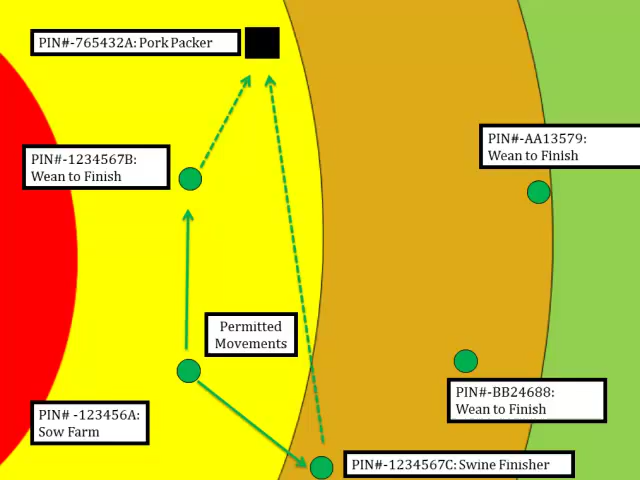 PIN#-765432A: Pork Packer
PIN#-AA13579:
Wean to Finish
PIN#-1234567B:
Wean to Finish
Permitted
Movements
PIN#-BB24688:
Wean to Finish
PIN# -123456A:
Sow Farm
PIN#-1234567C: Swine Finisher